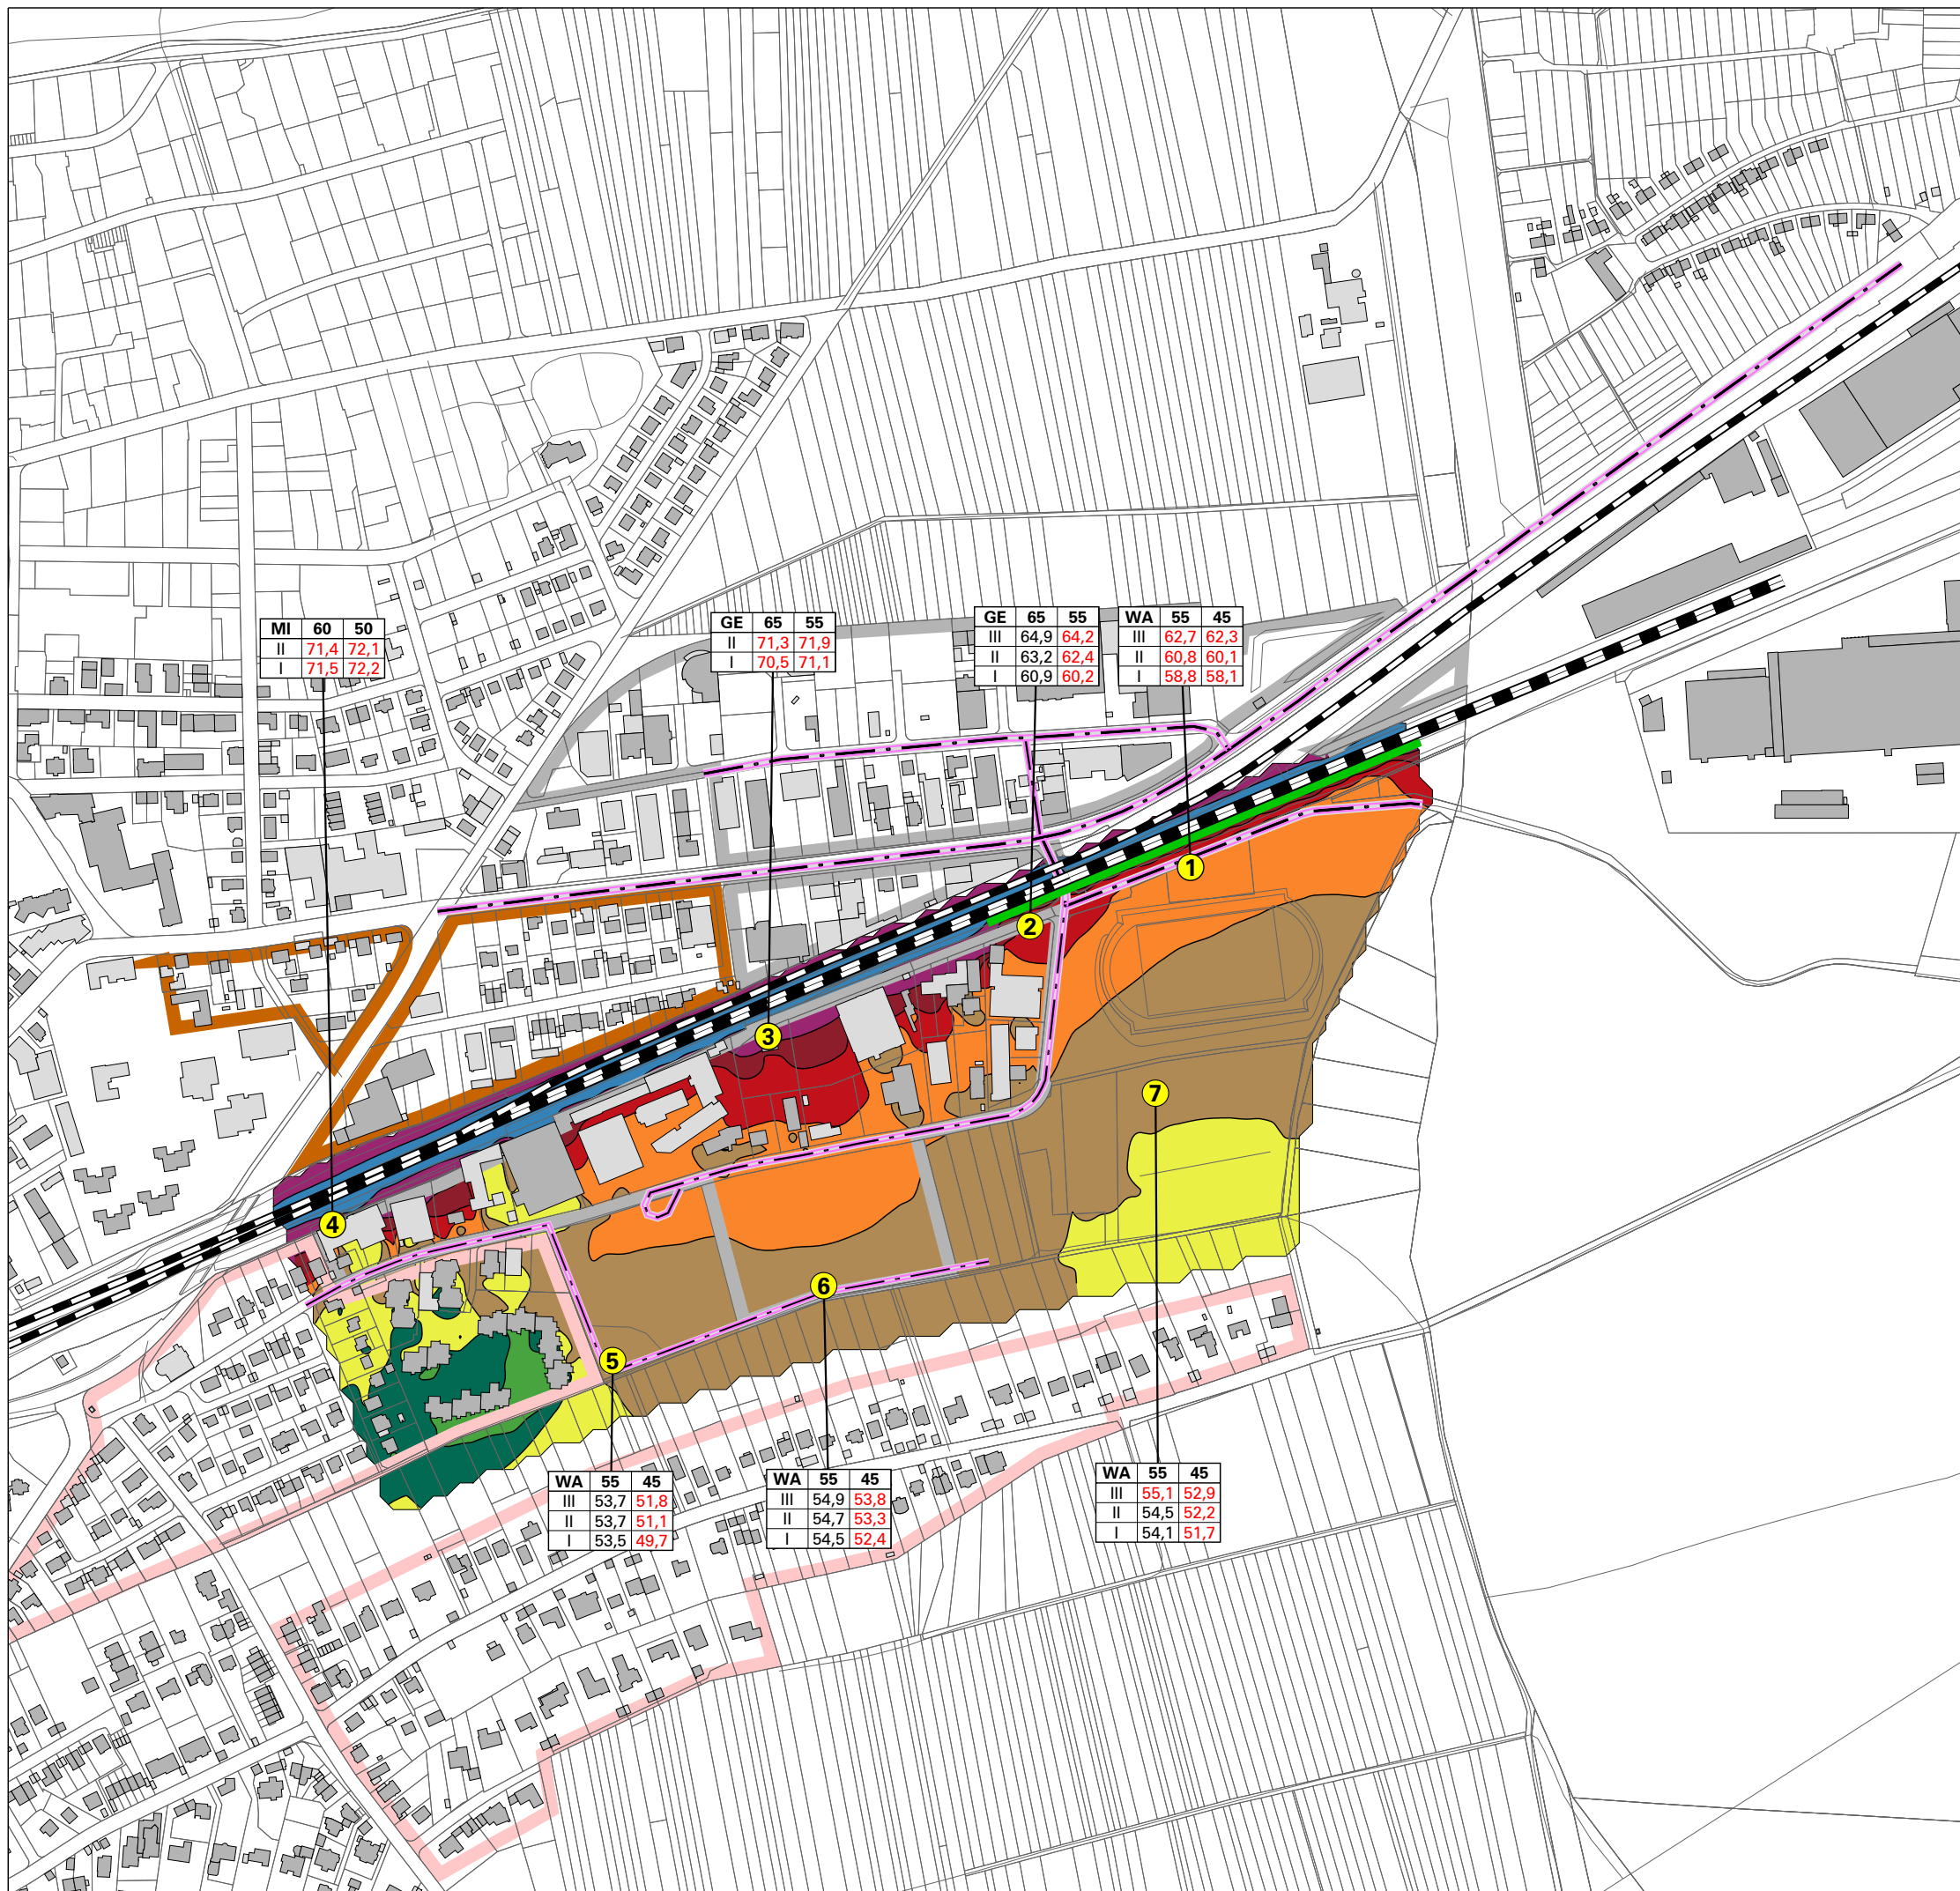 GE 65 55
III 64,9 64,2
II 63,2 62,4
I 60,9 60,2
WA 55 45
III 62,7 62,3
II 60,8 60,1
I 58,8 58,1
GE 65 55
II 71,3 71,9
I 70,5 71,1
MI 60 50
II 71,4 72,1
I 71,5 72,2
1
2
3
7
4
6
5
WA 55 45
III 53,7 51,8
II 53,7 51,1
I 53,5 49,7
WA 55 45
III 54,9 53,8
II 54,7 53,3
I 54,5 52,4
WA 55 45
III 55,1 52,9
II 54,5 52,2
I 54,1 51,7